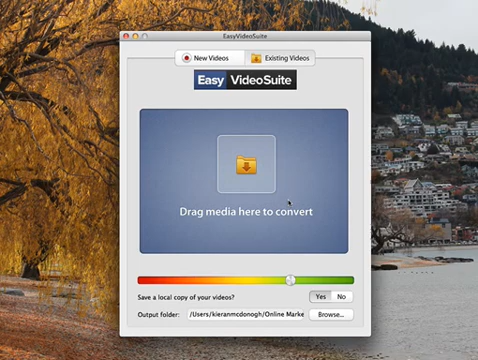 EasyVideoSuite
New Videos
Existing Videos
Easy VideoSuite
Drag media here to convert
Save a local copy of your videos?
Yes
No
Output folder:
/Users/kieranmcdonogh/Online Marke
Browse...